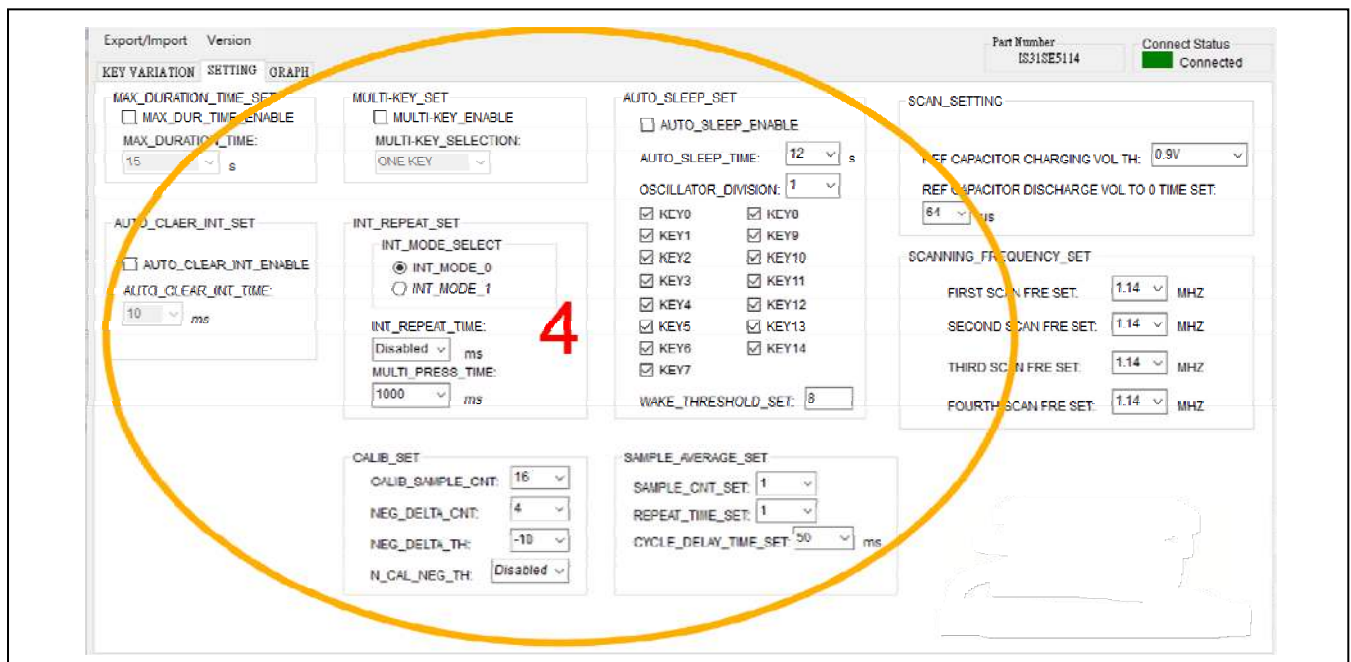 Export/Import Version
Part Number
IS31SE5114
Connect Status
Connected
KEY VARIATION SETTING GRAPH
MAX_DURATION_TIME_SET
MAX_DUR_TIME_ENABLE
MAX_DURATION_TIME:
15 s
AUTO_CLAER_INT_SET
AUTO_CLEAR_INT_ENABLE
AUTO_CLEAR_INT_TIME:
10 ms
MULTI-KEY_SET
MULTI-KEY_ENABLE
MULTI-KEY_SELECTION:
ONE KEY
INT_REPEAT_SET
INT_MODE_SELECT
INT_MODE_0
INT_MODE_1
INT_REPEAT_TIME:
Disabled ms
MULTI_PRESS_TIME:
1000 ms
4
CALIB_SET
CALIB_SAMPLE_CNT: 16
NEG_DELTA_CNT: 4
NEG_DELTA_TH: -10
N_CAL_NEG_TH: Disabled
AUTO_SLEEP_SET
AUTO_SLEEP_ENABLE
AUTO_SLEEP_TIME: 12 s
OSCILLATOR_DIVISION: 1
KEY0 KEY8
KEY1 KEY9
KEY2 KEY10
KEY3 KEY11
KEY4 KEY12
KEY5 KEY13
KEY6 KEY14
KEY7
WAKE_THRESHOLD_SET: 8
SAMPLE_AVERAGE_SET
SAMPLE_CNT_SET: 1
REPEAT_TIME_SET: 1
CYCLE_DELAY_TIME_SET: 50 ms
SCAN_SETTING
REF CAPACITOR CHARGING VOL TH: 0.9V
REF CAPACITOR DISCHARGE VOL TO 0 TIME SET:
64 us
SCANNING_FREQUENCY_SET
FIRST SCAN FRE SET: 1.14 MHZ
SECOND SCAN FRE SET: 1.14 MHZ
THIRD SCAN FRE SET: 1.14 MHZ
FOURTH SCAN FRE SET: 1.14 MHZ